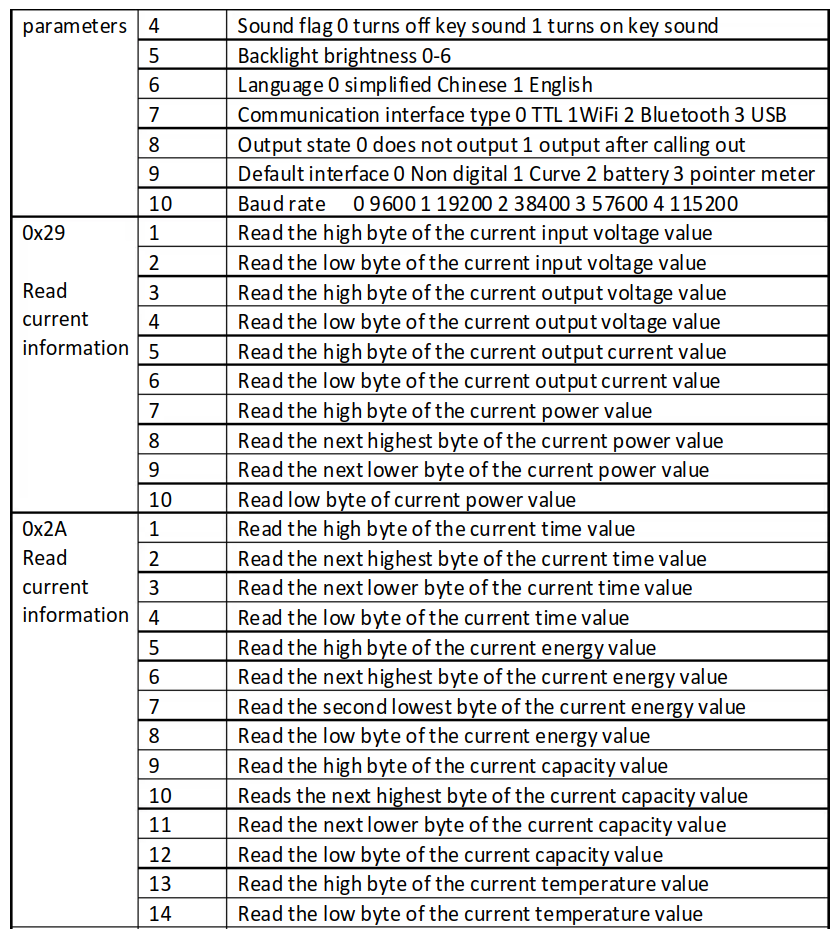 parameters 4 Sound flag 0 turns off key sound 1 turns on key sound
5 Backlight brightness 0-6
6 Language 0 simplified Chinese 1 English
7 Communication interface type 0 TTL 1WiFi 2 Bluetooth 3 USB
8 Output state 0 does not output 1 output after calling out
9 Default interface 0 Non digital 1 Curve 2 battery 3 pointer meter
10 Baud rate 0 9600 1 19200 2 38400 3 57600 4 115200
0x29 1 Read the high byte of the current input voltage value
2 Read the low byte of the current input voltage value
Read 3 Read the high byte of the current output voltage value
current 4 Read the low byte of the current output voltage value
information 5 Read the high byte of the current output current value
6 Read the low byte of the current output current value
7 Read the high byte of the current power value
8 Read the next highest byte of the current power value
9 Read the next lower byte of the current power value
10 Read low byte of current power value
0x2A 1 Read the high byte of the current time value
Read 2 Read the next highest byte of the current time value
current 3 Read the next lower byte of the current time value
information 4 Read the low byte of the current time value
5 Read the high byte of the current energy value
6 Read the next highest byte of the current energy value
7 Read the second lowest byte of the current energy value
8 Read the low byte of the current energy value
9 Read the high byte of the current capacity value
10 Reads the next highest byte of the current capacity value
11 Read the next lower byte of the current capacity value
12 Read the low byte of the current capacity value
13 Read the high byte of the current temperature value
14 Read the low byte of the current temperature value